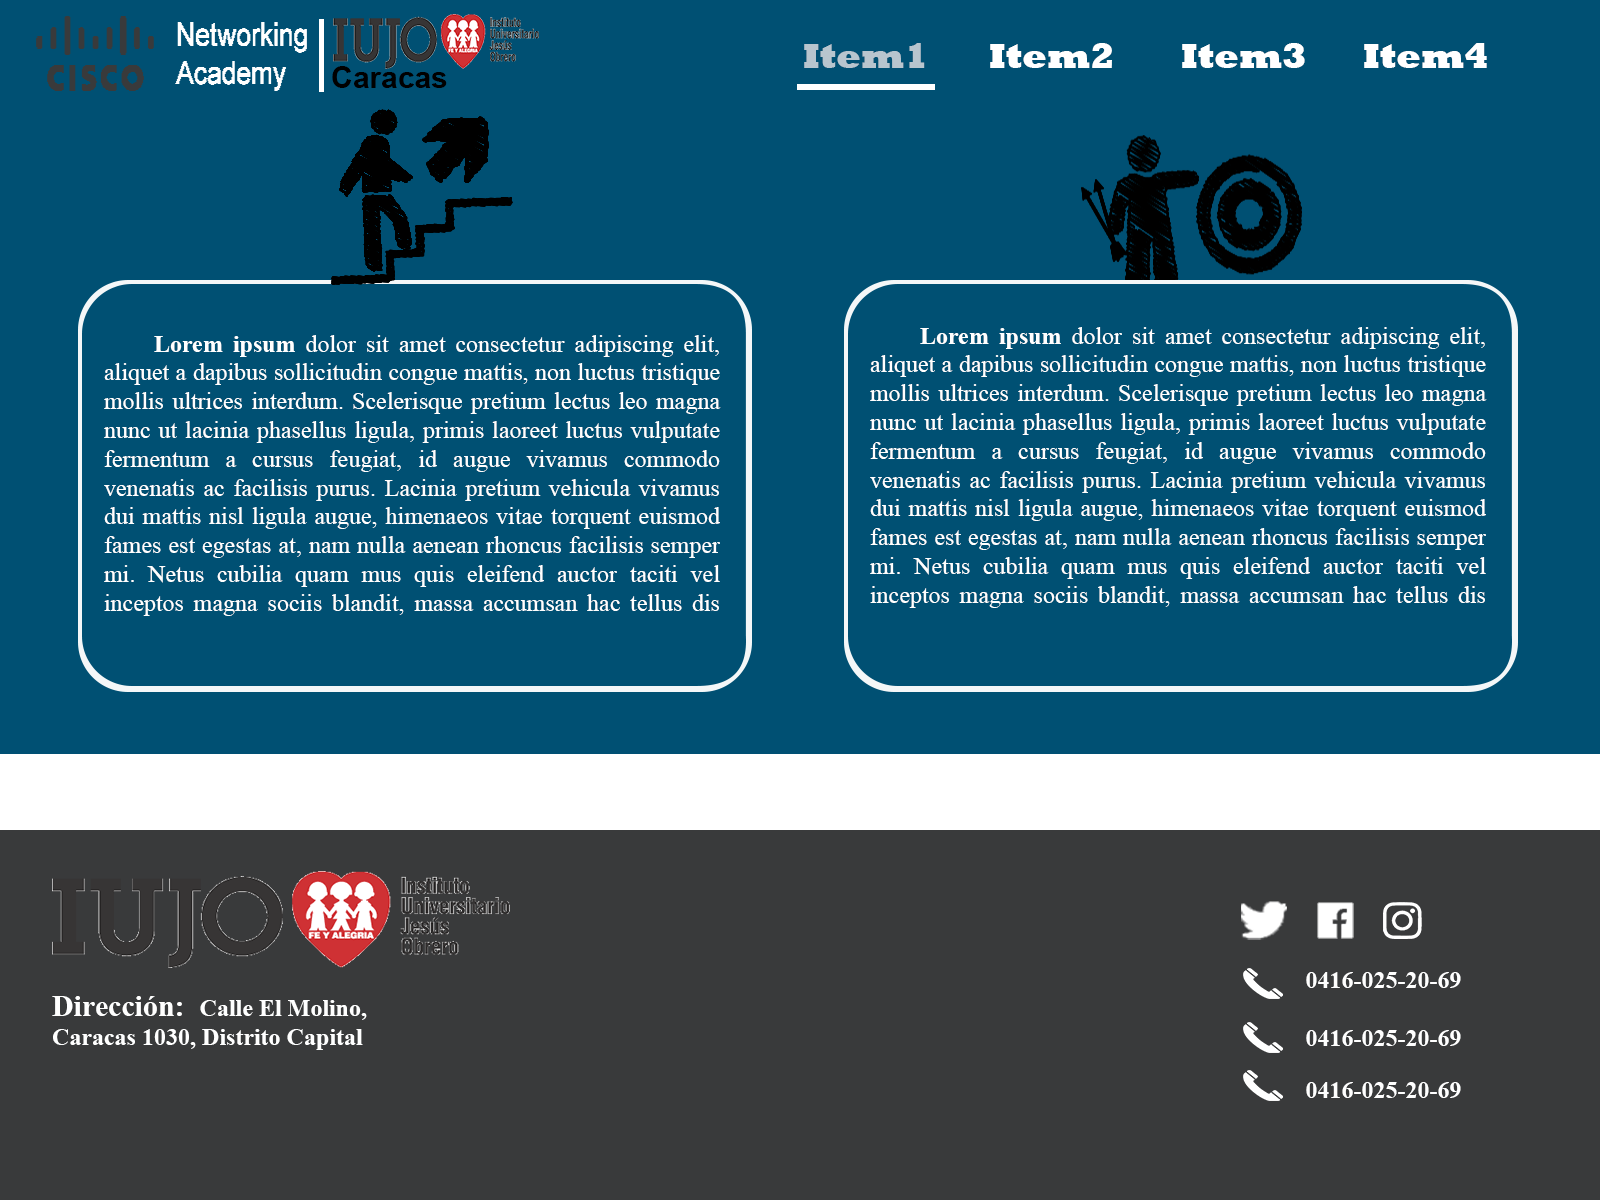 CISCO
Networking
Academy
IUJO
FE Y ALEGRIA
Instituto
Universitario
Jesús
Obrero
Caracas
Item1 Item2 Item3 Item4
Lorem ipsum dolor sit amet consectetur adipiscing elit,
aliquet a dapibus sollicitudin congue mattis, non luctus tristique
mollis ultrices interdum. Scelerisque pretium lectus leo magna
nunc ut lacinia phasellus ligula, primis laoreet luctus vulputate
fermentum a cursus feugiat, id augue vivamus commodo
venenatis ac facilisis purus. Lacinia pretium vehicula vivamus
dui mattis nisl ligula augue, himenaeos vitae torquent euismod
fames est egestas at, nam nulla aenean rhoncus facilisis semper
mi. Netus cubilia quam mus quis eleifend auctor taciti vel
inceptos magna sociis blandit, massa accumsan hac tellus dis
Lorem ipsum dolor sit amet consectetur adipiscing elit,
aliquet a dapibus sollicitudin congue mattis, non luctus tristique
mollis ultrices interdum. Scelerisque pretium lectus leo magna
nunc ut lacinia phasellus ligula, primis laoreet luctus vulputate
fermentum a cursus feugiat, id augue vivamus commodo
venenatis ac facilisis purus. Lacinia pretium vehicula vivamus
dui mattis nisl ligula augue, himenaeos vitae torquent euismod
fames est egestas at, nam nulla aenean rhoncus facilisis semper
mi. Netus cubilia quam mus quis eleifend auctor taciti vel
inceptos magna sociis blandit, massa accumsan hac tellus dis
IUJO
FE Y ALEGRIA
Instituto
Universitario
Jesús
Obrero
Dirección: Calle El Molino,
Caracas 1030, Distrito Capital
0416-025-20-69
0416-025-20-69
0416-025-20-69